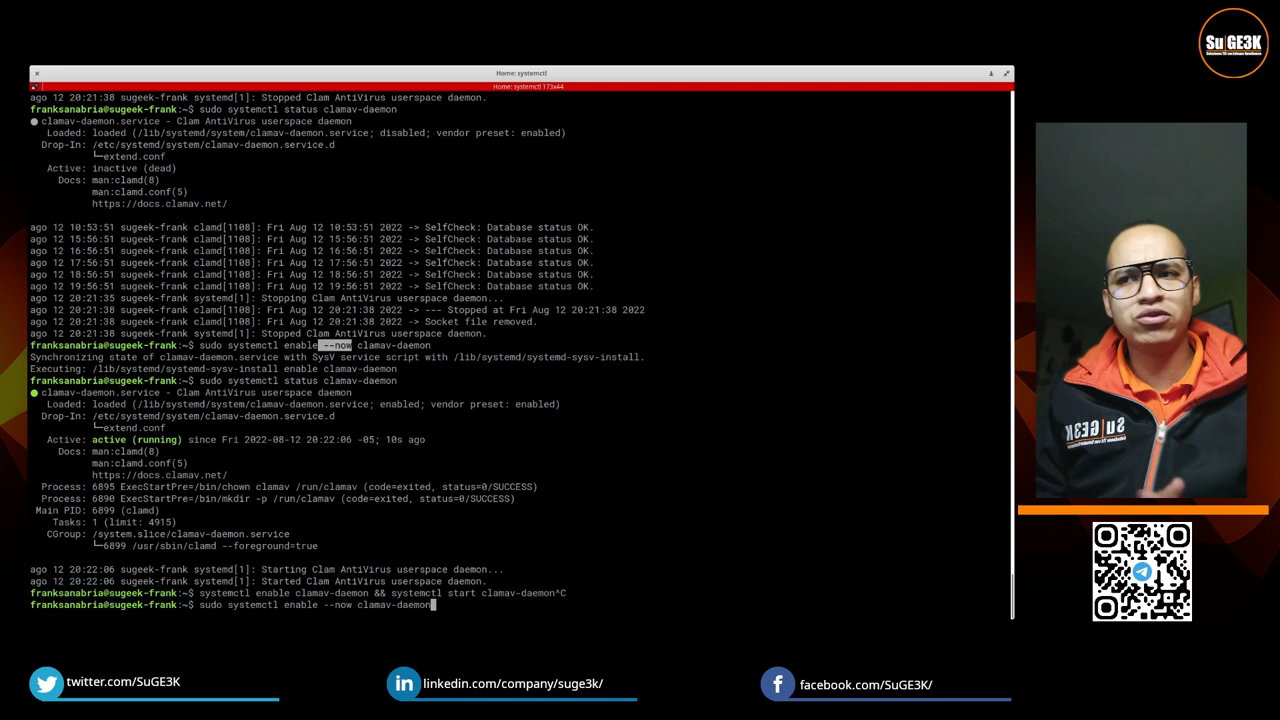 SuGE3K
Home: systemctl
Home: systemctl 173x44
ago 12 20:21:38 sugeek-frank systemd[1]: Stopped Clam AntiVirus userspace daemon.
franksanabria@sugeek-frank:~$ sudo systemctl status clamav-daemon
● clamav-daemon.service - Clam AntiVirus userspace daemon
Loaded: loaded (/lib/systemd/system/clamav-daemon.service; disabled; vendor preset: enabled)
Drop-In: /etc/systemd/system/clamav-daemon.service.d
└─extend.conf
Active: inactive (dead)
Docs: man:clamd(8)
man:clamd.conf(5)
https://docs.clamav.net/
ago 12 10:53:51 sugeek-frank clamd[1108]: Fri Aug 12 10:53:51 2022 -> SelfCheck: Database status OK.
ago 12 15:56:51 sugeek-frank clamd[1108]: Fri Aug 12 15:56:51 2022 -> SelfCheck: Database status OK.
ago 12 16:56:51 sugeek-frank clamd[1108]: Fri Aug 12 16:56:51 2022 -> SelfCheck: Database status OK.
ago 12 17:56:51 sugeek-frank clamd[1108]: Fri Aug 12 17:56:51 2022 -> SelfCheck: Database status OK.
ago 12 18:56:51 sugeek-frank clamd[1108]: Fri Aug 12 18:56:51 2022 -> SelfCheck: Database status OK.
ago 12 19:56:51 sugeek-frank clamd[1108]: Fri Aug 12 19:56:51 2022 -> SelfCheck: Database status OK.
ago 12 20:21:35 sugeek-frank systemd[1]: Stopping Clam AntiVirus userspace daemon...
ago 12 20:21:38 sugeek-frank clamd[1108]: Fri Aug 12 20:21:38 2022 -> --- Stopped at Fri Aug 12 20:21:38 2022
ago 12 20:21:38 sugeek-frank clamd[1108]: Fri Aug 12 20:21:38 2022 -> Socket file removed.
ago 12 20:21:38 sugeek-frank systemd[1]: Stopped Clam AntiVirus userspace daemon.
franksanabria@sugeek-frank:~$ sudo systemctl enable --now clamav-daemon
Synchronizing state of clamav-daemon.service with SysV service script with /lib/systemd/systemd-sysv-install.
Executing: /lib/systemd/systemd-sysv-install enable clamav-daemon
franksanabria@sugeek-frank:~$ sudo systemctl status clamav-daemon
● clamav-daemon.service - Clam AntiVirus userspace daemon
Loaded: loaded (/lib/systemd/system/clamav-daemon.service; enabled; vendor preset: enabled)
Drop-In: /etc/systemd/system/clamav-daemon.service.d
└─extend.conf
Active: active (running) since Fri 2022-08-12 20:22:06 -05; 10s ago
Docs: man:clamd(8)
man:clamd.conf(5)
https://docs.clamav.net/
Process: 6895 ExecStartPre=/bin/chown clamav /run/clamav (code=exited, status=0/SUCCESS)
Process: 6890 ExecStartPre=/bin/mkdir -p /run/clamav (code=exited, status=0/SUCCESS)
Main PID: 6899 (clamd)
Tasks: 1 (limit: 4915)
CGroup: /system.slice/clamav-daemon.service
└─6899 /usr/sbin/clamd --foreground=true
ago 12 20:22:06 sugeek-frank systemd[1]: Starting Clam AntiVirus userspace daemon...
ago 12 20:22:06 sugeek-frank systemd[1]: Started Clam AntiVirus userspace daemon.
franksanabria@sugeek-frank:~$ systemctl enable clamav-daemon && systemctl start clamav-daemon^C
franksanabria@sugeek-frank:~$ sudo systemctl enable --now clamav-daemon
SuGE3K
twitter.com/SuGE3K
linkedin.com/company/suge3k/
facebook.com/SuGE3K/